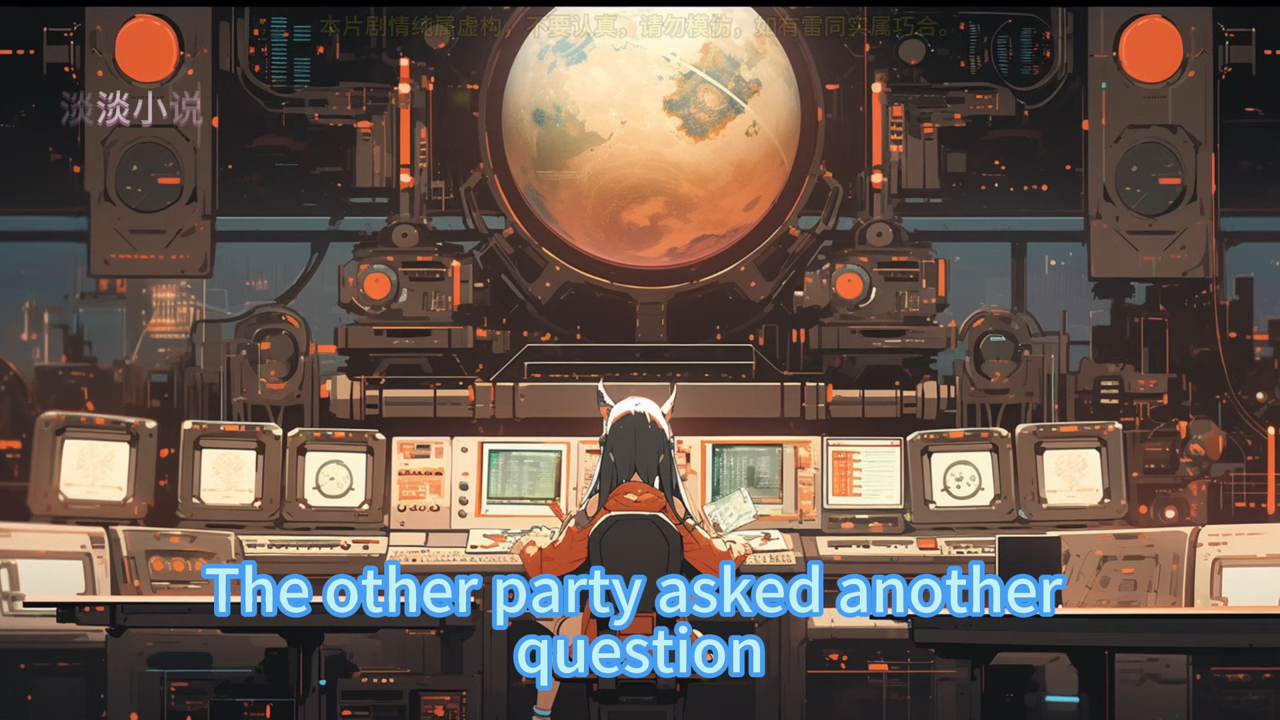 本片剧情纯属虚构，不要认真，请勿模仿，如有雷同实属巧合。
淡淡小说
The other party asked another
question